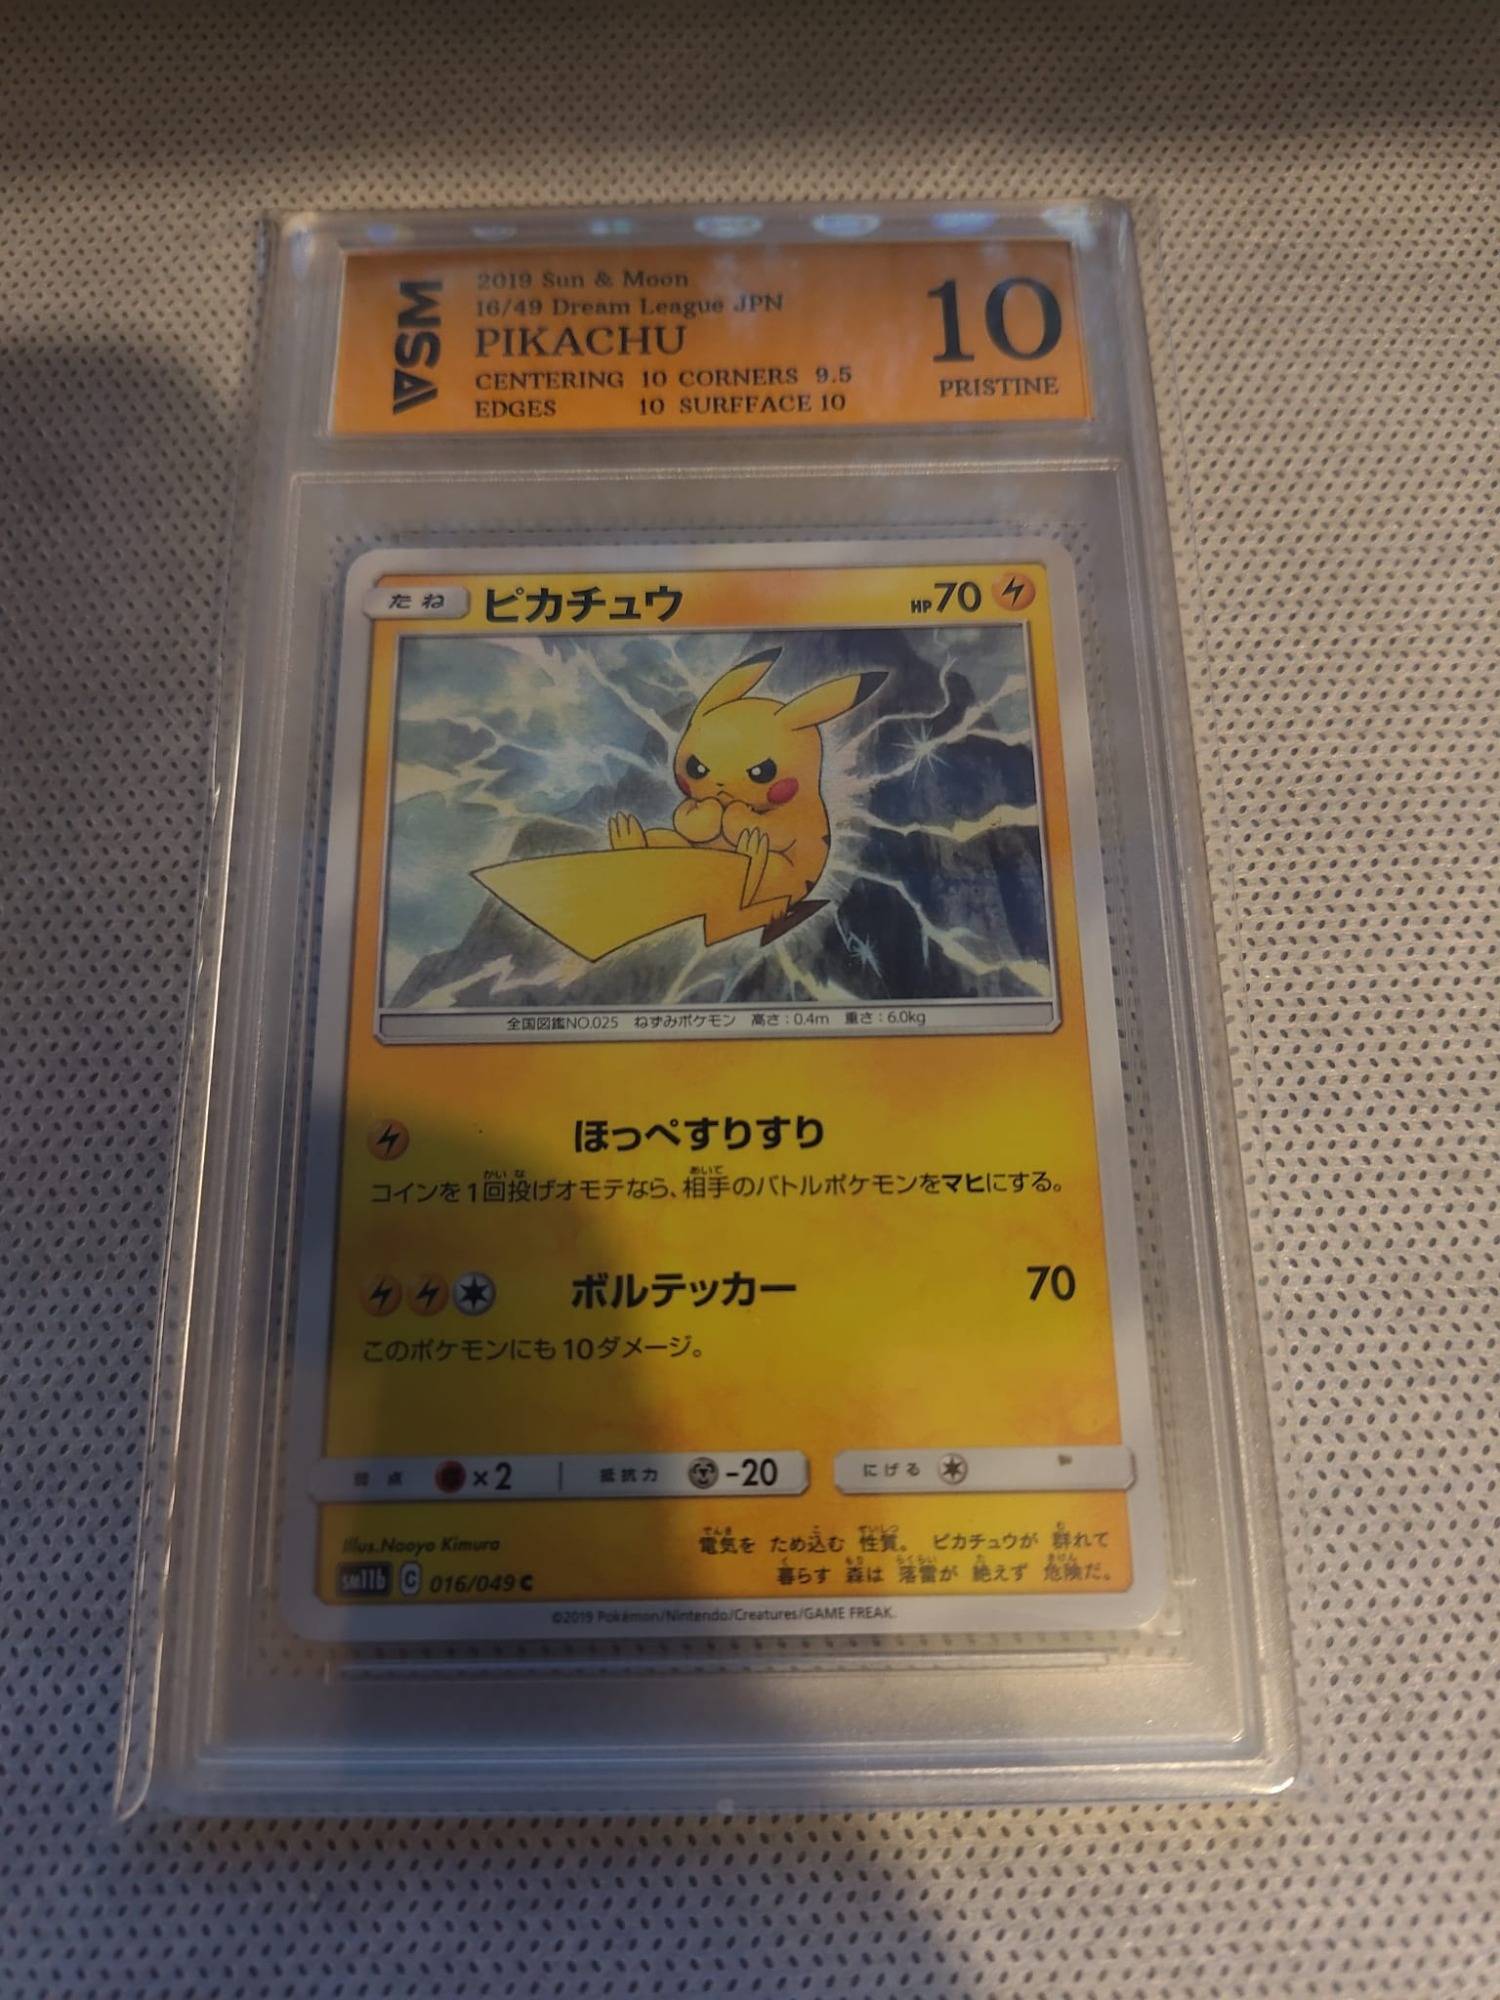 ASM
2019 Sun & Moon
16/49 Dream League JPN
PIKACHU
CENTERING 10 CORNERS 9.5
EDGES 10 SURFFACE 10
10
PRISTINE
たね ピカチュウ HP70
全国図鑑NO.025 ねずみポケモン 高さ:0.4m 重さ:6.0kg
ほっぺすりすり
コインを1回投げオモテなら、相手のバトルポケモンをマヒにする。
ボルテッカー 70
このポケモンにも10ダメージ。
弱点 ×2 抵抗力 -20 にげる
Illus.Naoyo Kimura
電気を ため込む 性質。 ピカチュウが 群れて
暮らす 森は 落雷が 絶えず 危険だ。
SM11b C 016/049 C
©2019 Pokémon/Nintendo/Creatures/GAME FREAK.